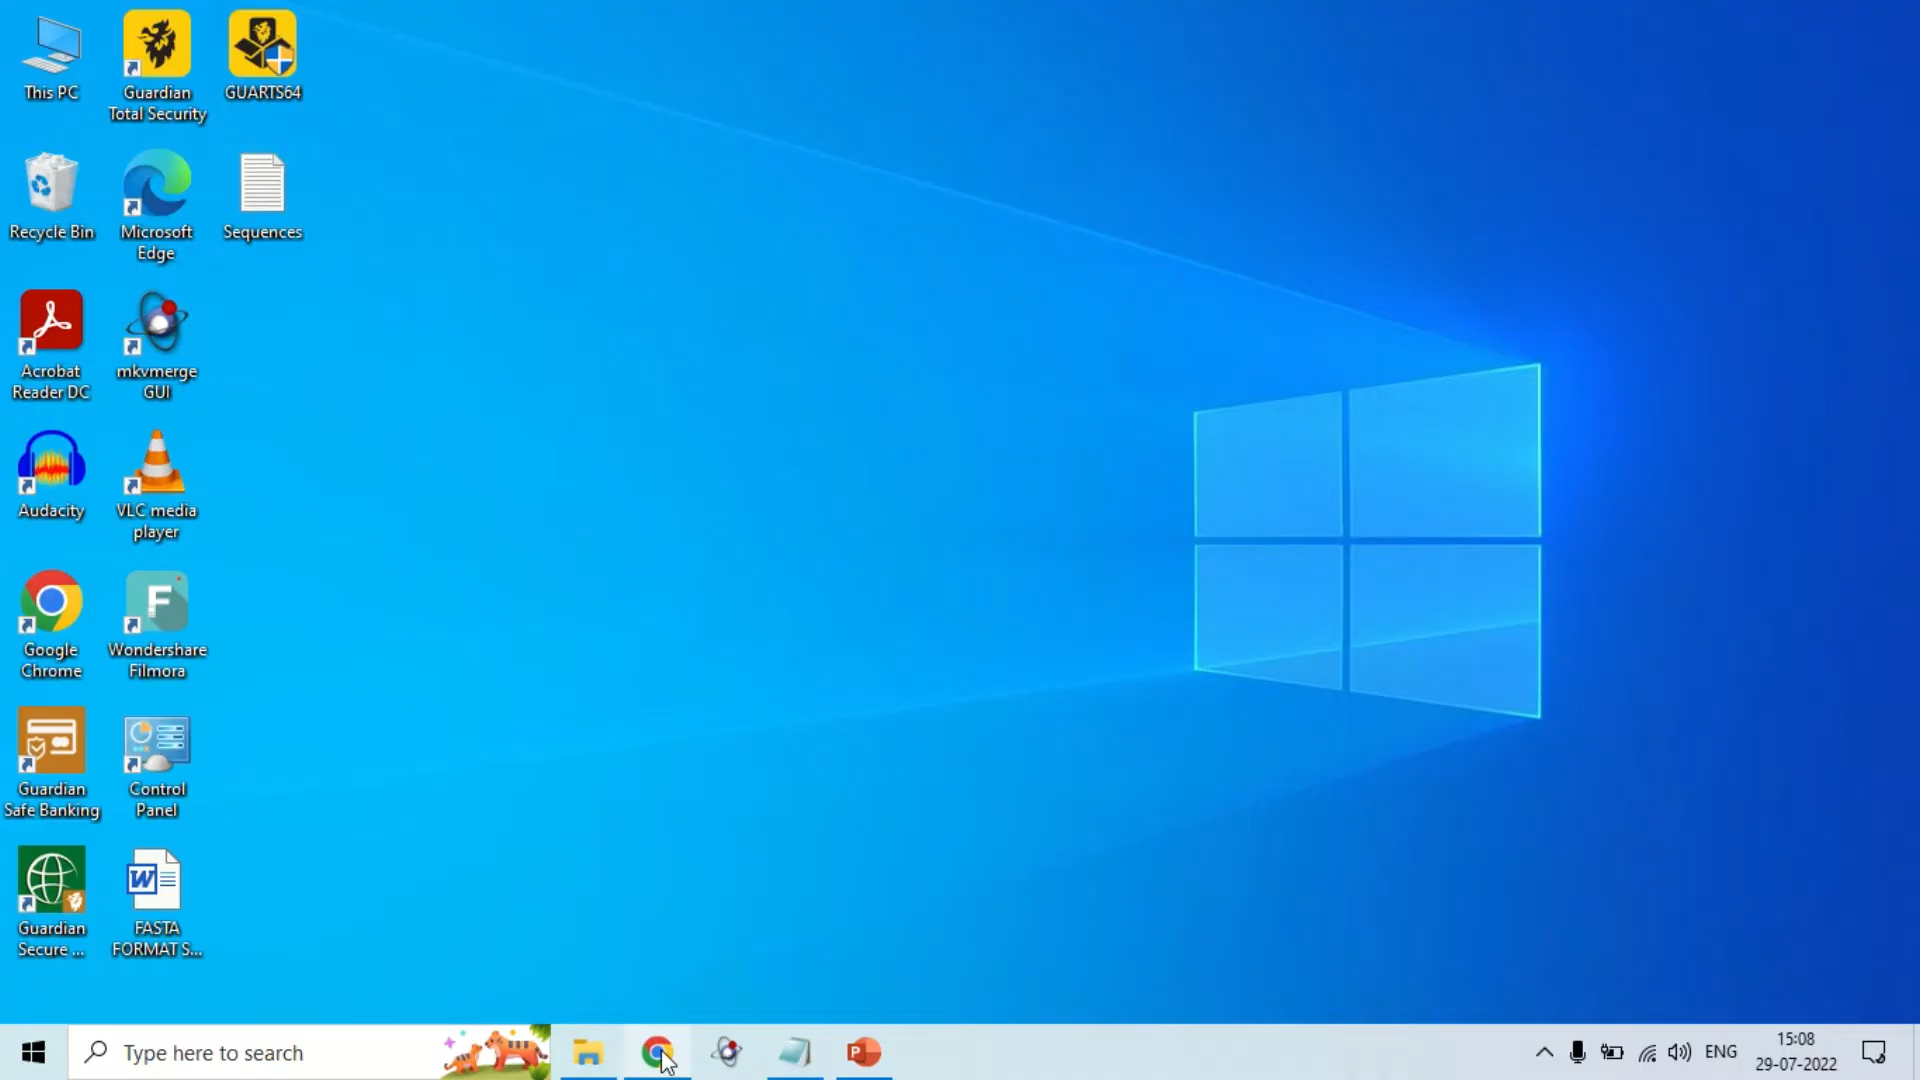 This PC
Guardian
Total Security
GUARTS64
Recycle Bin
Microsoft
Edge
Sequences
Acrobat
Reader DC
mkvmerge
GUI
Audacity
VLC media
player
Google
Chrome
F
Wondershare
Filmora
Guardian
Safe Banking
Control
Panel
Guardian
Secure ...
W
FASTA
FORMAT S...
Type here to search
P
ENG
15:08
29-07-2022